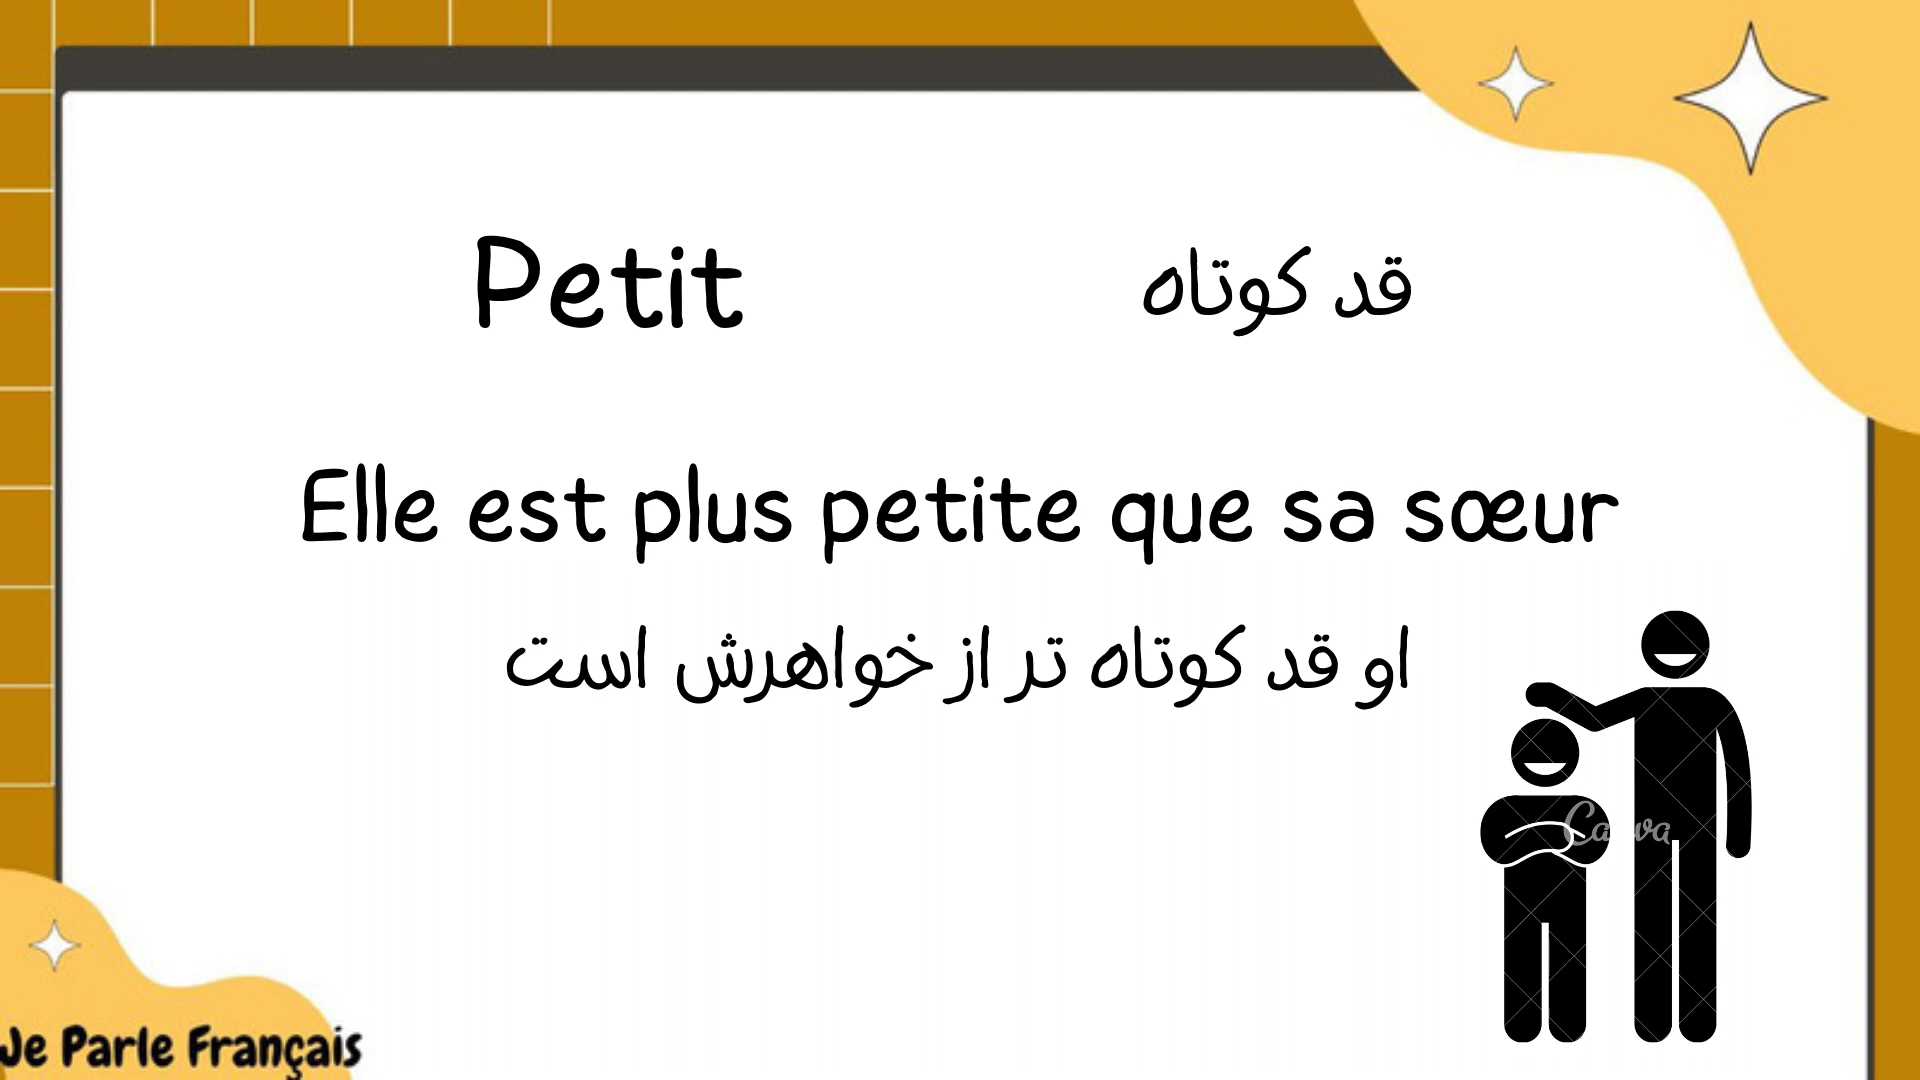 Petit
قد کوتاه
Elle est plus petite que sa sœur
او قد کوتاه تر از خواهرش است
Canva
Je Parle Français